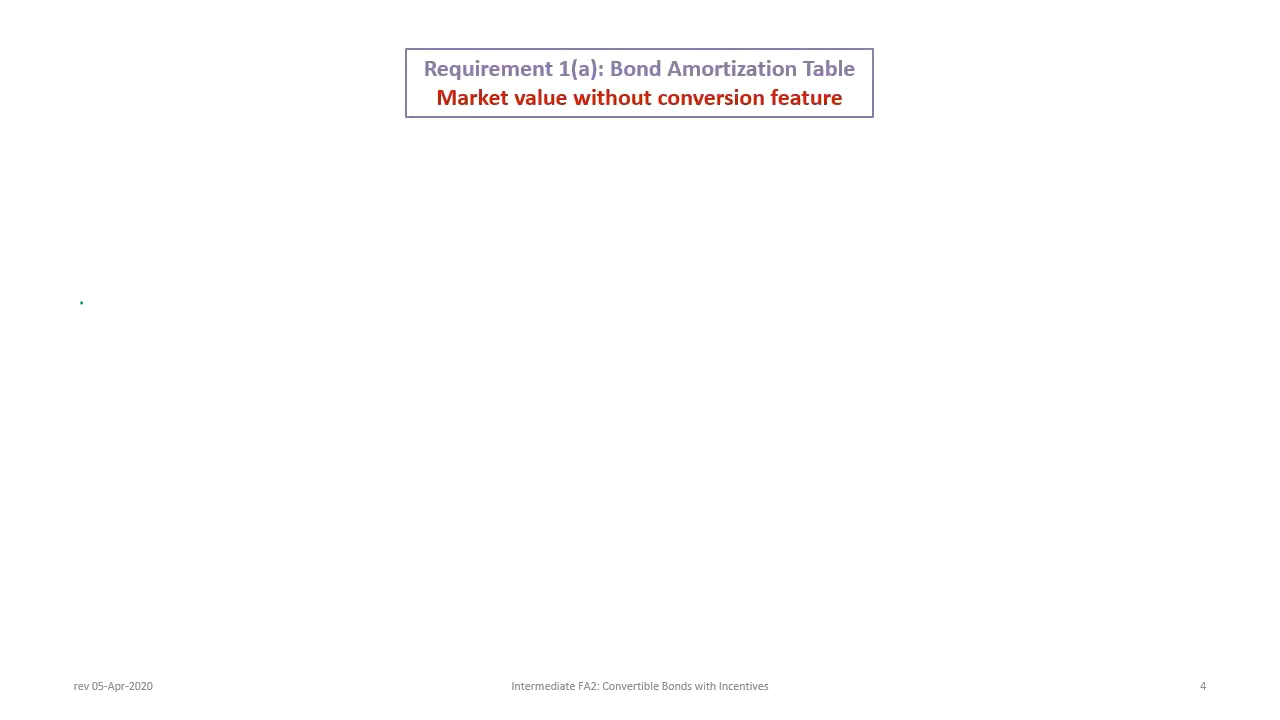 Requirement 1(a): Bond Amortization Table
Market value without conversion feature
rev 05-Apr-2020
Intermediate FA2: Convertible Bonds with Incentives
4